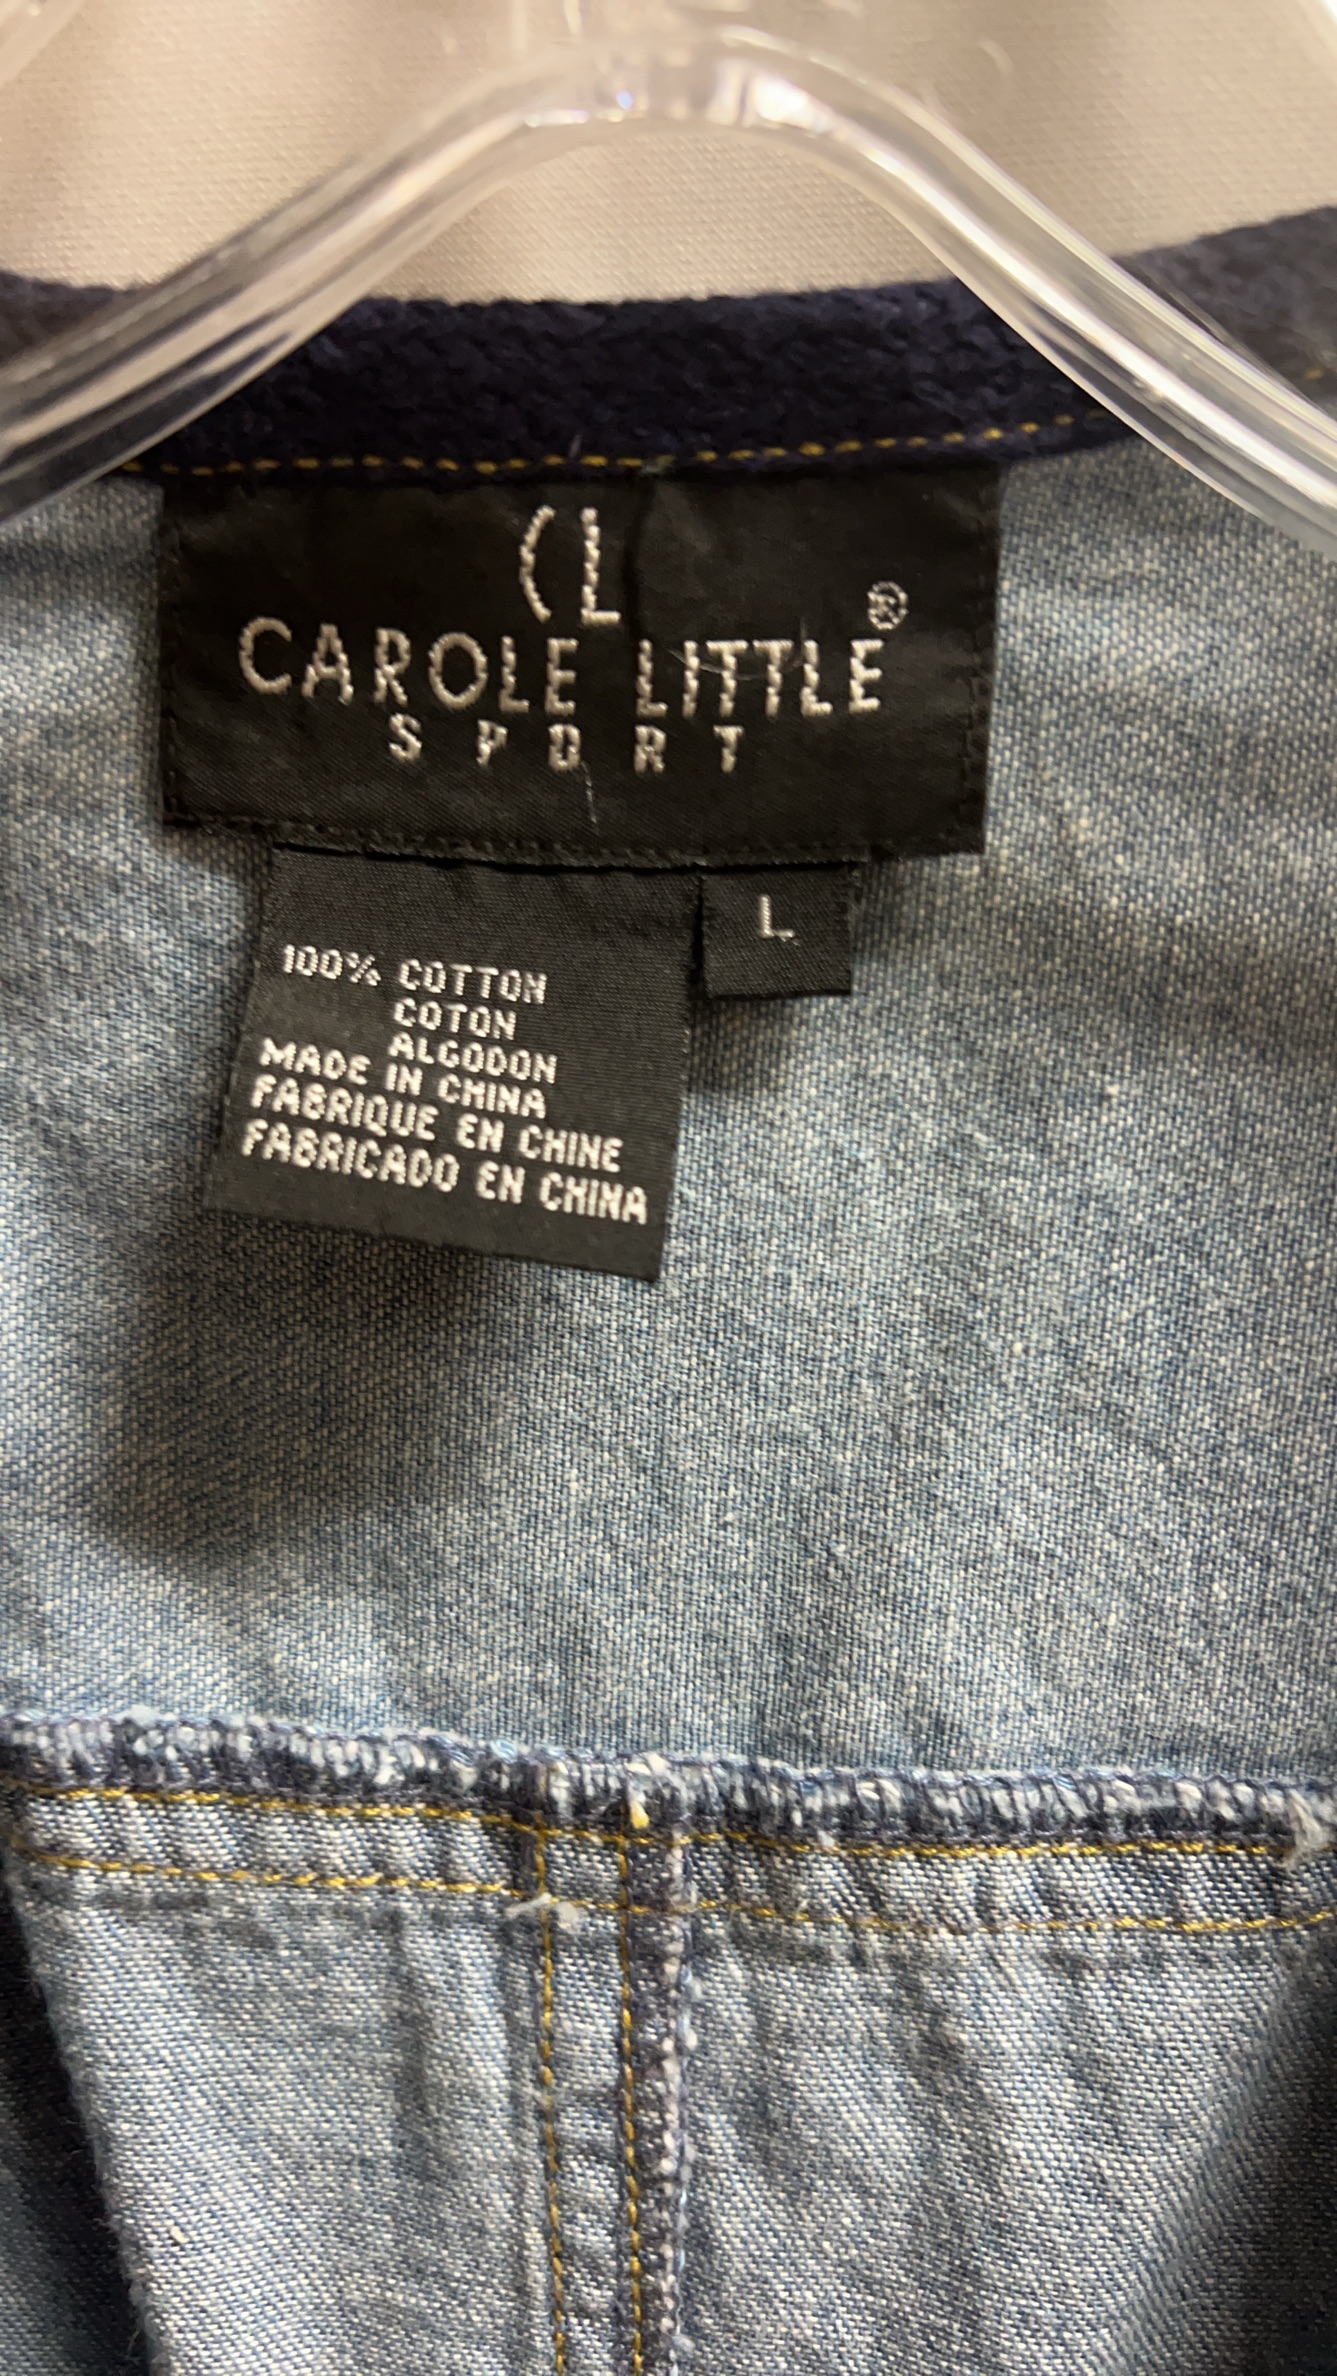 CL
CAROLE LITTLE®
SPORT
L
100% COTTON
COTON
ALGODON
MADE IN CHINA
FABRIQUE EN CHINE
FABRICADO EN CHINA